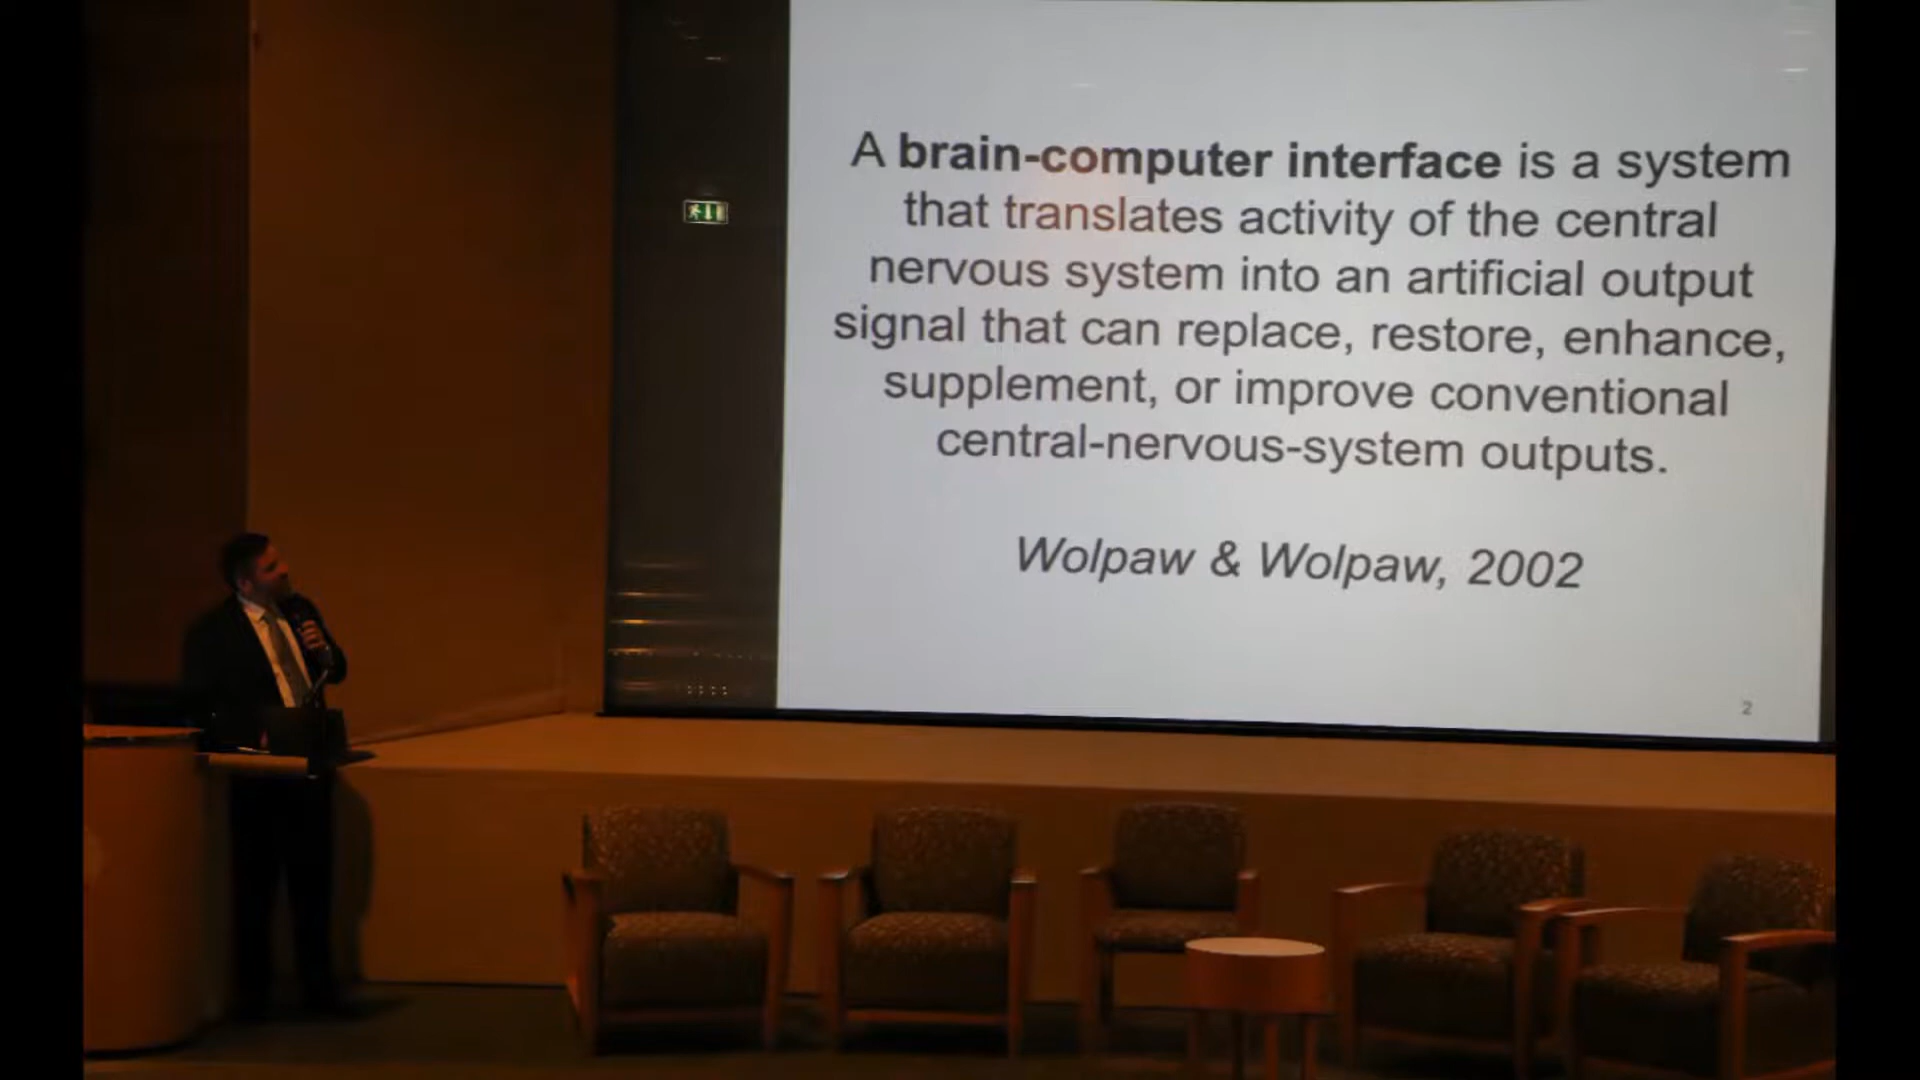 A brain-computer interface is a system
that translates activity of the central
nervous system into an artificial output
signal that can replace, restore, enhance,
supplement, or improve conventional
central-nervous-system outputs.
Wolpaw & Wolpaw, 2002
2